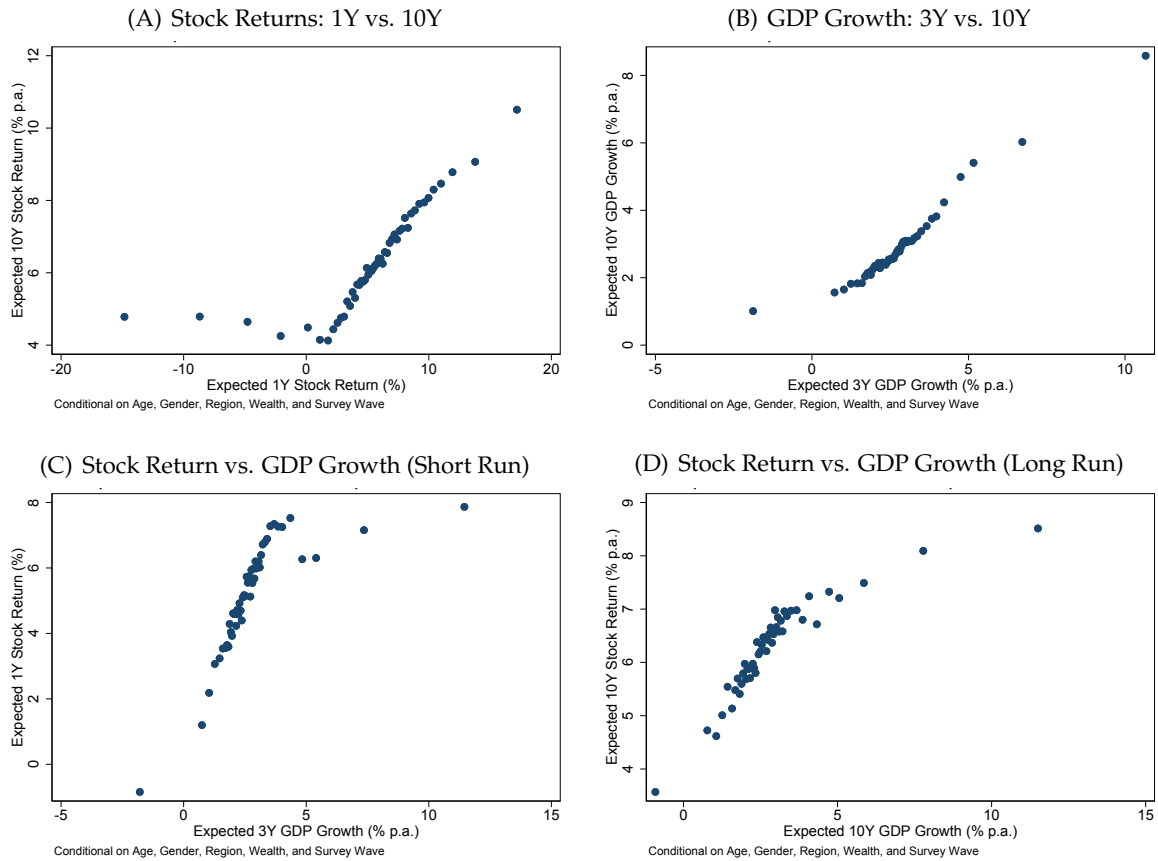 (A) Stock Returns: 1Y vs. 10Y
Expected 10Y Stock Return (% p.a.)
12
10
8
6
4
-20
-10
0
10
20
Expected 1Y Stock Return (%)
Conditional on Age, Gender, Region, Wealth, and Survey Wave
(B) GDP Growth: 3Y vs. 10Y
Expected 10Y GDP Growth (% p.a.)
8
6
4
2
0
-5
0
5
10
Expected 3Y GDP Growth (% p.a.)
Conditional on Age, Gender, Region, Wealth, and Survey Wave
(C) Stock Return vs. GDP Growth (Short Run)
Expected 1Y Stock Return (%)
8
6
4
2
0
-5
0
5
10
15
Expected 3Y GDP Growth (% p.a.)
Conditional on Age, Gender, Region, Wealth, and Survey Wave
(D) Stock Return vs. GDP Growth (Long Run)
Expected 10Y Stock Return (% p.a.)
9
8
7
6
5
4
0
5
10
15
Expected 10Y GDP Growth (% p.a.)
Conditional on Age, Gender, Region, Wealth, and Survey Wave